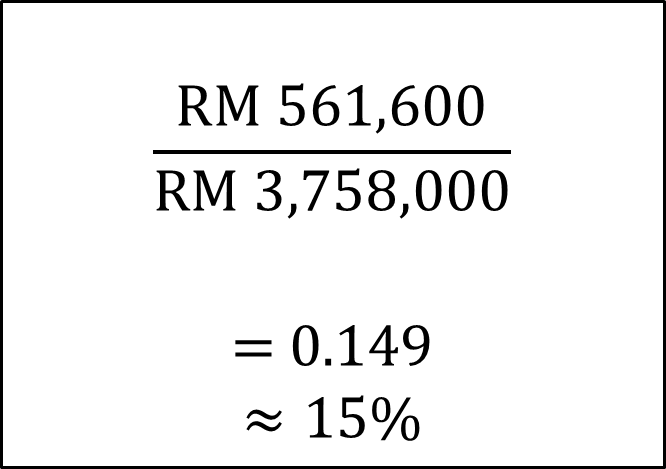 RM 561,600
RM 3,758,000
= 0.149
≈ 15%